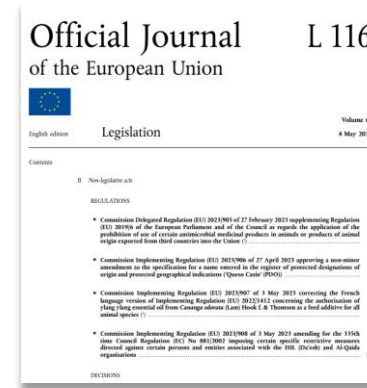 Official Journal L 116
of the European Union
Volume
English edition Legislation 4 May
Contents
II Non-legislative acts
REGULATIONS
* Commission Delegated Regulation (EU) 2023/905 of 27 February 2023 supplementing Regulation
(EU) 2019/6 of the European Parliament and of the Council as regards the application of the
prohibition of use of certain antimicrobial medicinal products in animals or products of animal
origin exported from third countries into the Union (¹)
* Commission Implementing Regulation (EU) 2023/906 of 27 April 2023 approving a non-minor
amendment to the specification for a name entered in the register of protected designations of
origin and protected geographical indications ('Queso Casín' (PDO))
* Commission Implementing Regulation (EU) 2023/907 of 3 May 2023 correcting the French
language version of Implementing Regulation (EU) 2022/1412 concerning the authorisation of
ylang ylang essential oil from Cananga odorata (Lam) Hook f. & Thomson as a feed additive for all
animal species (¹)
* Commission Implementing Regulation (EU) 2023/908 of 3 May 2023 amending for the 335th
time Council Regulation (EC) No 881/2002 imposing certain specific restrictive measures
directed against certain persons and entities associated with the ISIL (Da'esh) and Al-Qaida
organisations
DECISIONS